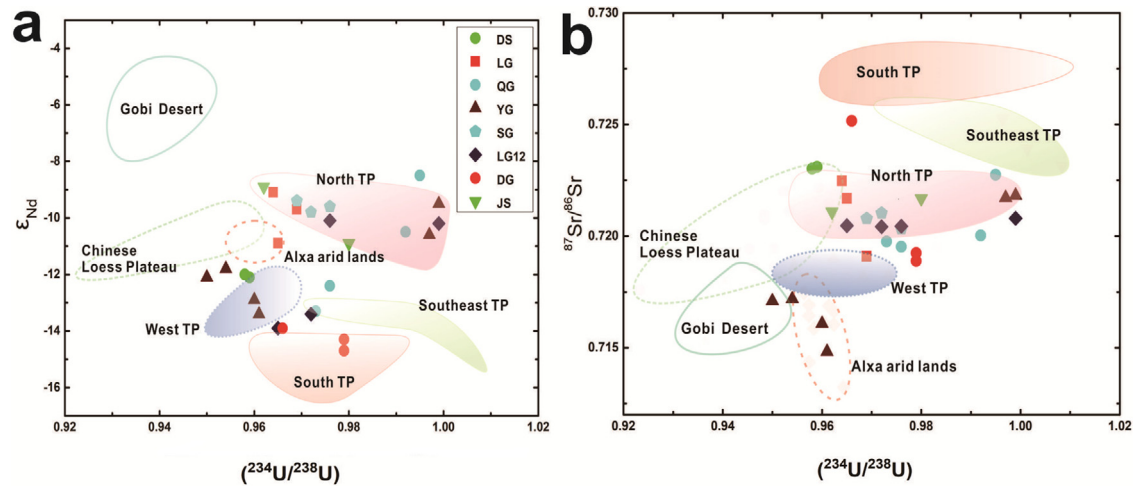 a
-4
-6
-8
-10
-12
-14
-16
εNd
0.92
0.94
0.96
0.98
1.00
1.02
(²³⁴U/²³⁸U)
DS
LG
QG
YG
SG
LG12
DG
JS
Gobi Desert
North TP
Chinese
Loess Plateau
Alxa arid lands
West TP
Southeast TP
South TP
b
0.730
0.725
0.720
0.715
⁸⁷Sr/⁸⁶Sr
0.7122
0.92
0.94
0.96
0.98
1.00
1.02
(²³⁴U/²³⁸U)
South TP
Southeast TP
North TP
Chinese
Loess Plateau
West TP
Gobi Desert
Alxa arid lands